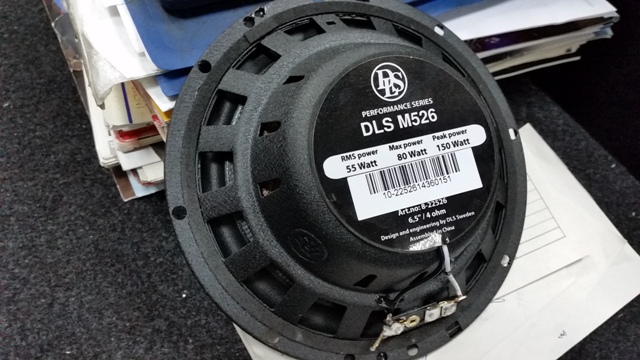 DLS
PERFORMANCE SERIES
DLS M526
RMS power Max power Peak power
55 Watt 80 Watt 150 Watt
10-2252614360151
Art.no: 8-22526
6,5" / 4 ohm
Design and engineering by DLS Sweden
Assembled in China